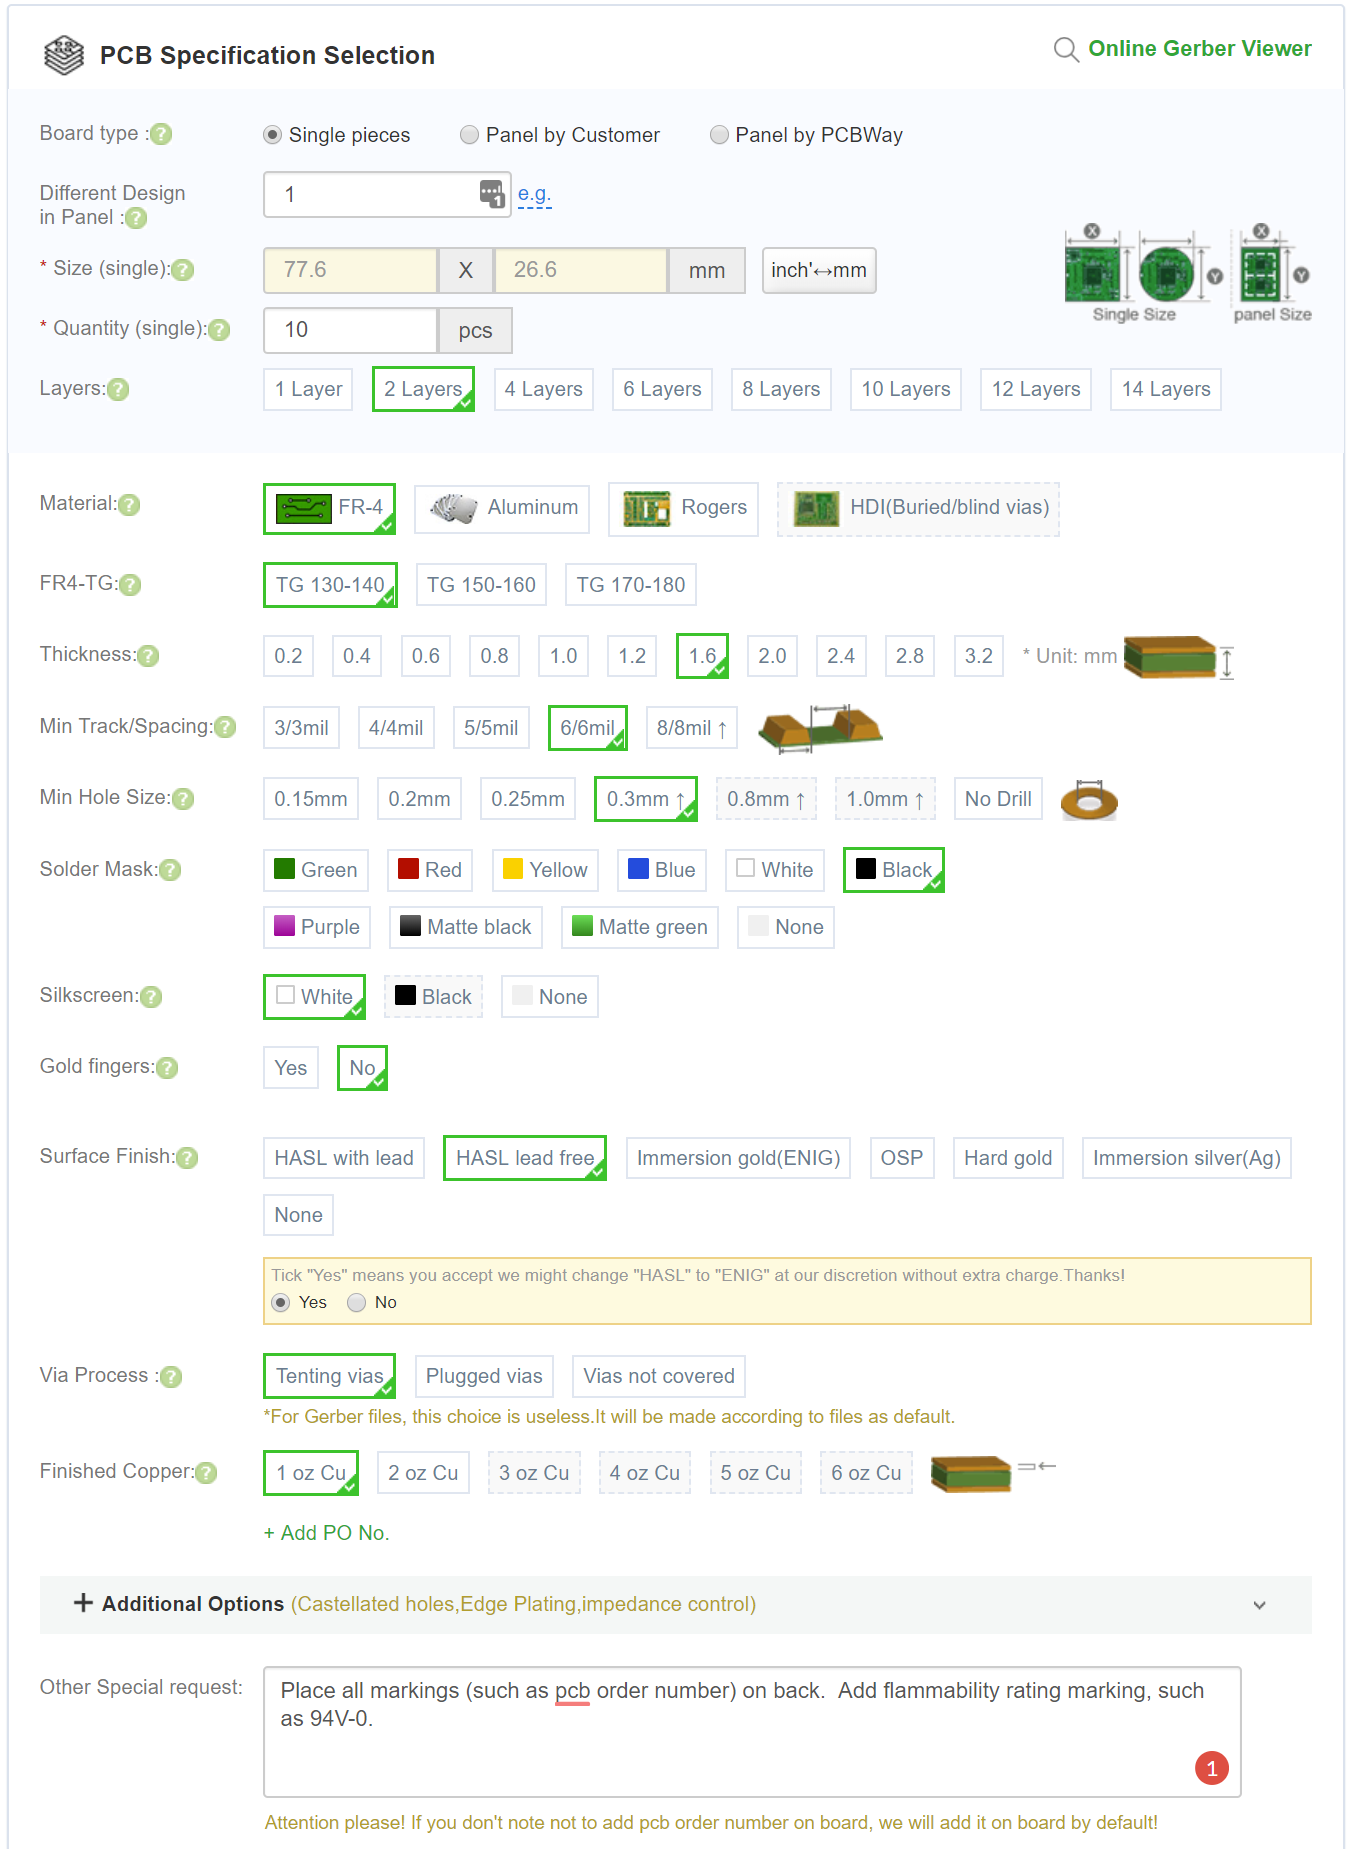 PCB Specification Selection
Online Gerber Viewer
Board type : ?
Single pieces Panel by Customer Panel by PCBWay
Different Design
in Panel : ?
1 1 e.g.
* Size (single): ?
77.6 X 26.6 mm inch'↔mm
X X
Y Y
Single Size panel Size
* Quantity (single): ?
10 pcs
Layers: ?
1 Layer 2 Layers 4 Layers 6 Layers 8 Layers 10 Layers 12 Layers 14 Layers
Material: ?
FR-4 Aluminum Rogers HDI(Buried/blind vias)
FR4-TG: ?
TG 130-140 TG 150-160 TG 170-180
Thickness: ?
0.2 0.4 0.6 0.8 1.0 1.2 1.6 2.0 2.4 2.8 3.2 * Unit: mm
Min Track/Spacing: ?
3/3mil 4/4mil 5/5mil 6/6mil 8/8mil ↑
Min Hole Size: ?
0.15mm 0.2mm 0.25mm 0.3mm ↑ 0.8mm ↑ 1.0mm ↑ No Drill
Solder Mask: ?
Green Red Yellow Blue White Black
Purple Matte black Matte green None
Silkscreen: ?
White Black None
Gold fingers: ?
Yes No
Surface Finish: ?
HASL with lead HASL lead free Immersion gold(ENIG) OSP Hard gold Immersion silver(Ag)
None
Tick "Yes" means you accept we might change "HASL" to "ENIG" at our discretion without extra charge.Thanks!
Yes No
Via Process : ?
Tenting vias Plugged vias Vias not covered
*For Gerber files, this choice is useless.It will be made according to files as default.
Finished Copper: ?
1 oz Cu 2 oz Cu 3 oz Cu 4 oz Cu 5 oz Cu 6 oz Cu
+ Add PO No.
+ Additional Options (Castellated holes,Edge Plating,impedance control)
Other Special request:
Place all markings (such as pcb order number) on back.  Add flammability rating marking, such
as 94V-0.
1
Attention please! If you don't note not to add pcb order number on board, we will add it on board by default!